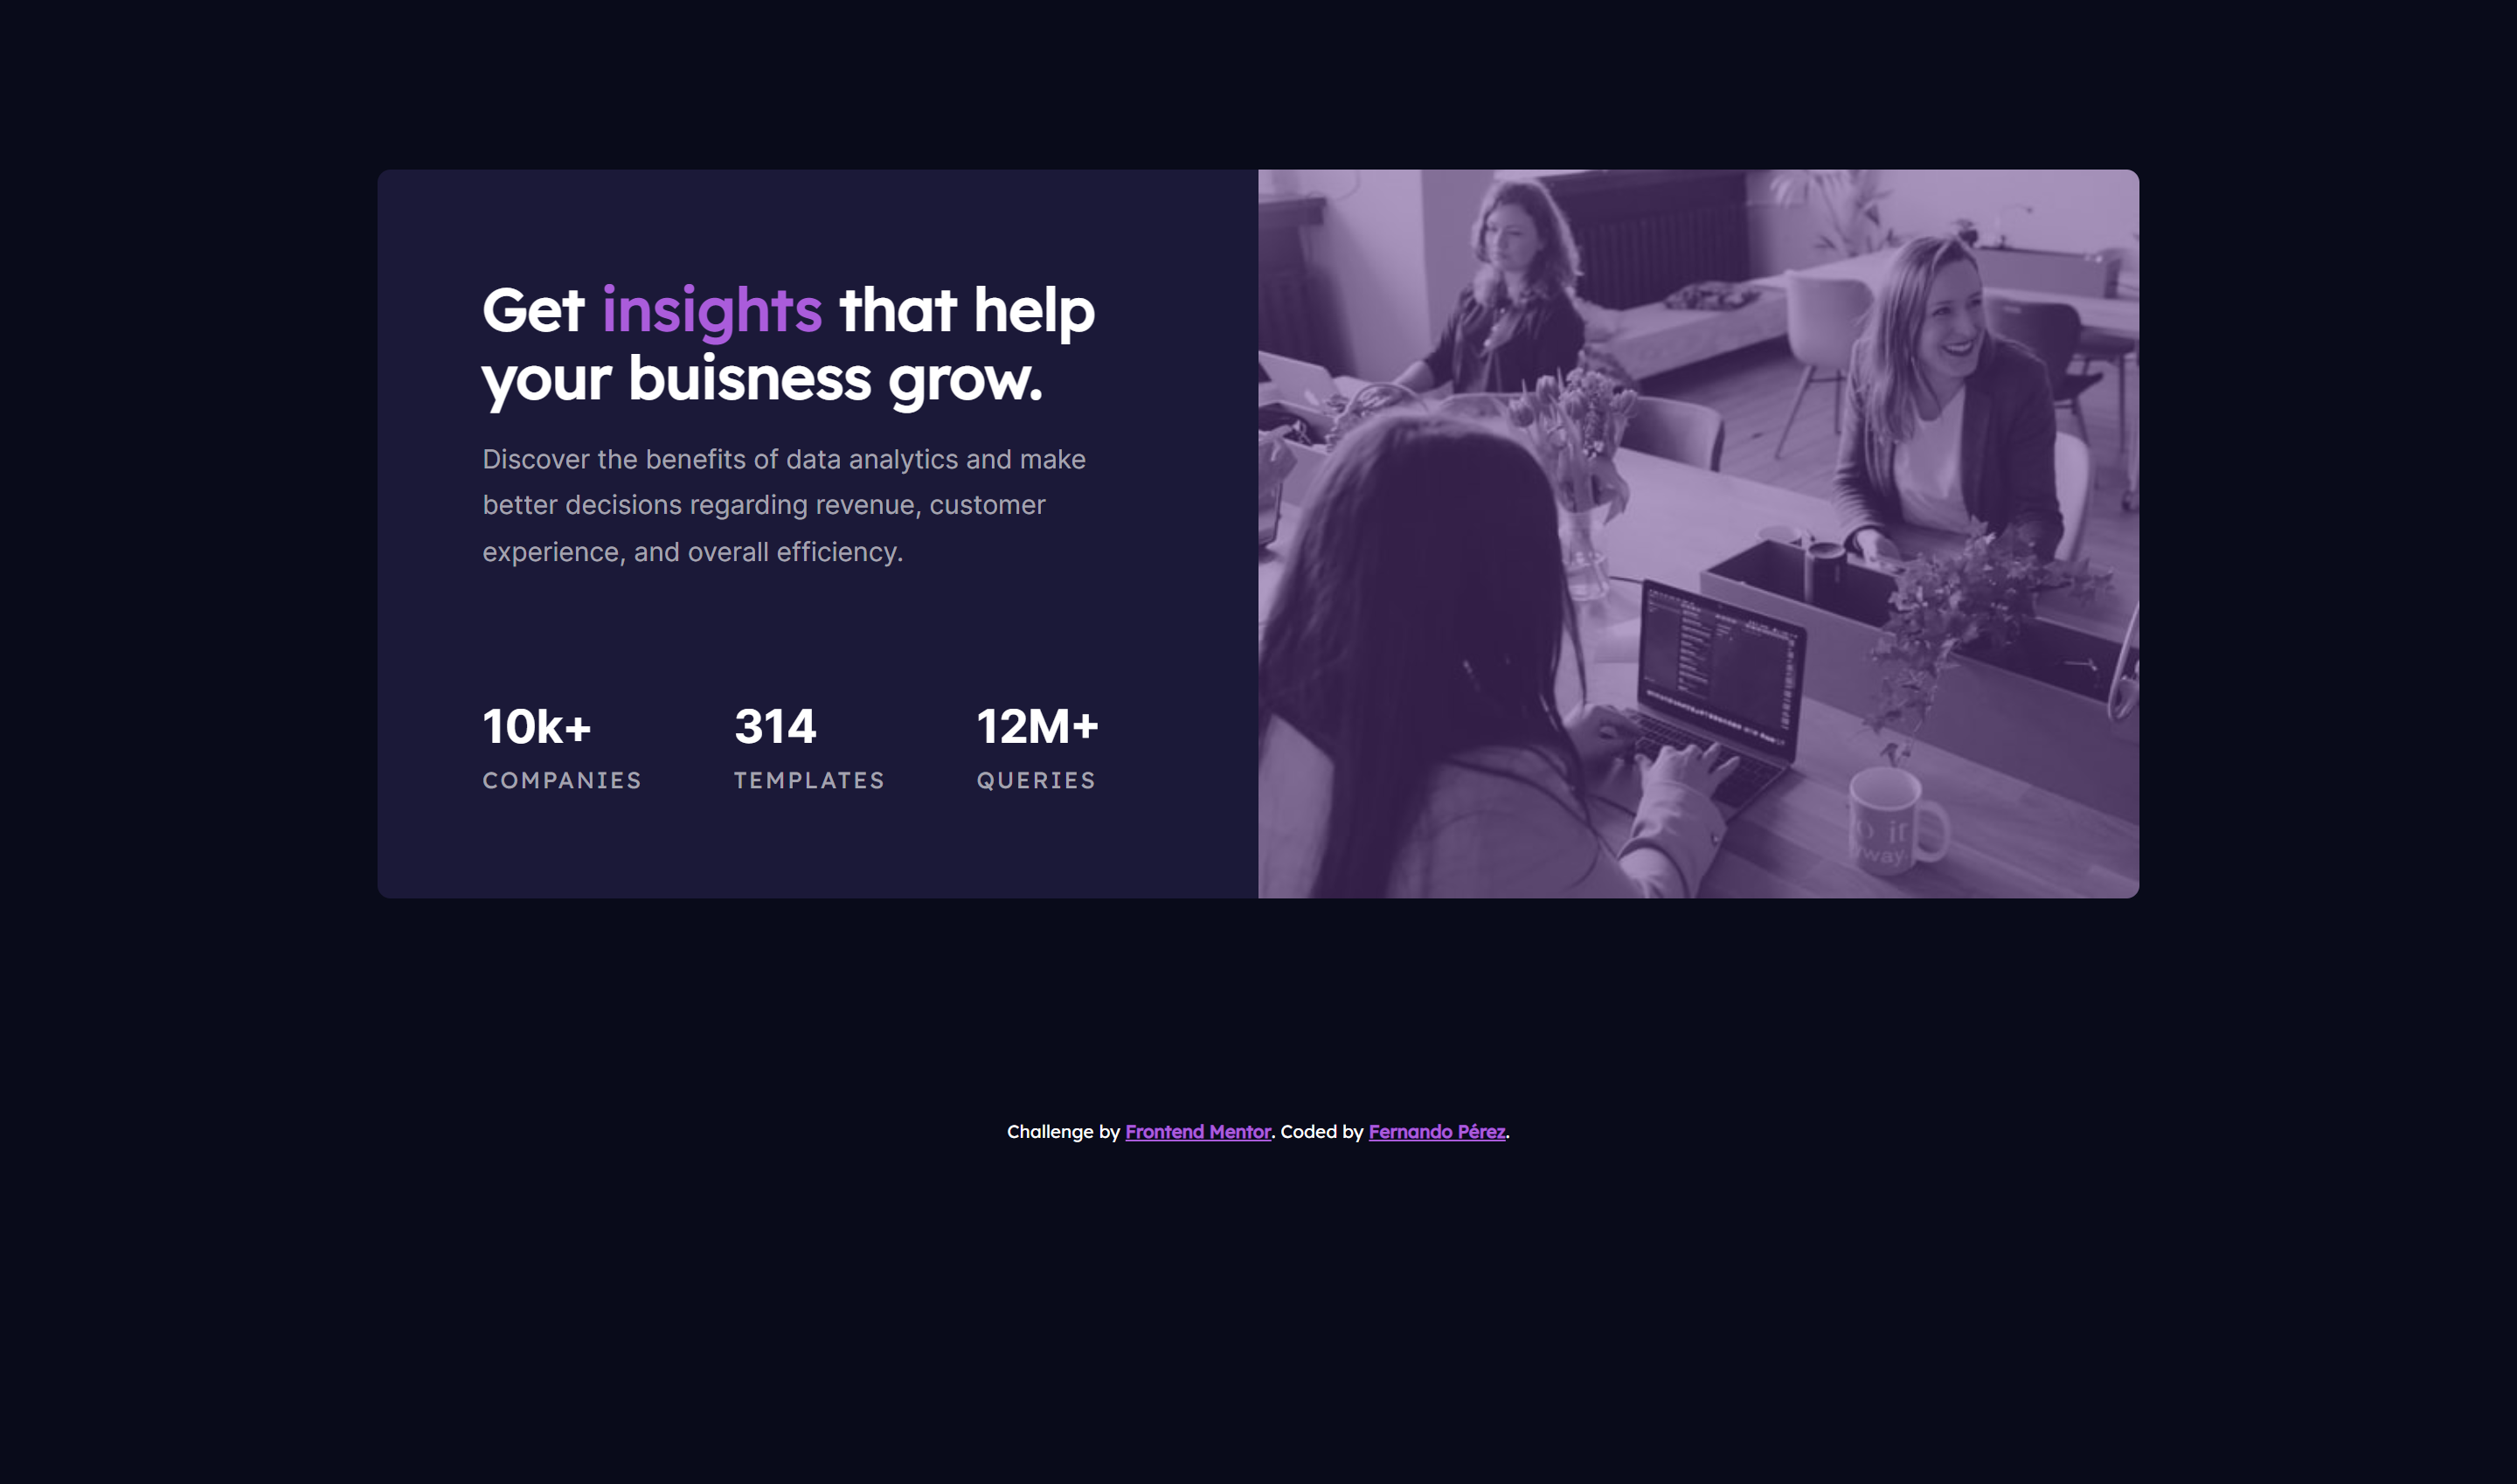 Get insights that help
your buisness grow.
Discover the benefits of data analytics and make
better decisions regarding revenue, customer
experience, and overall efficiency.
10k+ 314 12M+
COMPANIES TEMPLATES QUERIES
o it
way.
Challenge by Frontend Mentor. Coded by Fernando Pérez.